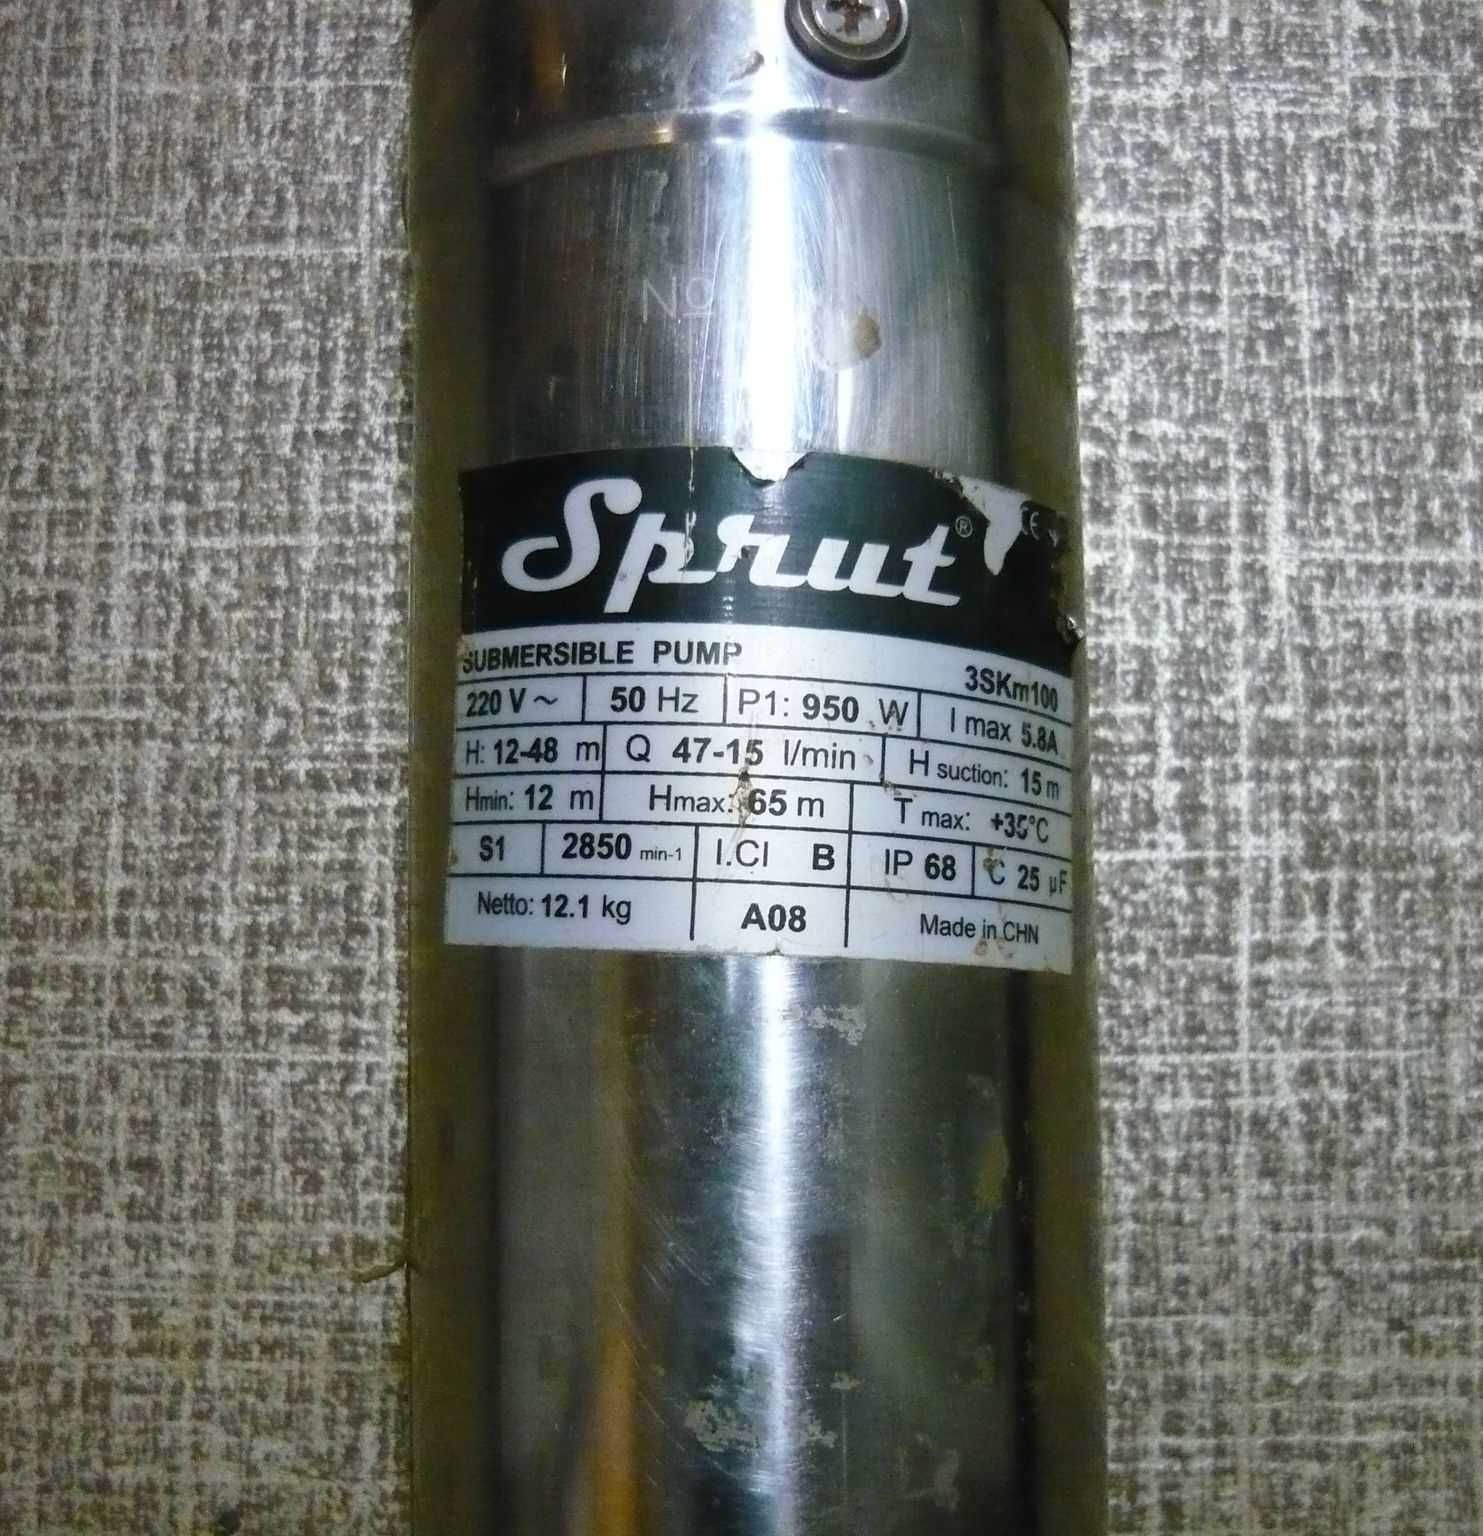 №
Sprut ® CE
SUBMERSIBLE PUMP 3SKm100
220 V ~ 50 Hz P1: 950 W I max 5.8A
H: 12-48 m Q 47-15 l/min H suction: 15 m
Hmin: 12 m Hmax: 65 m T max: +35°C
S1 2850 min-1 I.Cl B IP 68 C 25 µF
Netto: 12.1 kg A08 Made in CHN